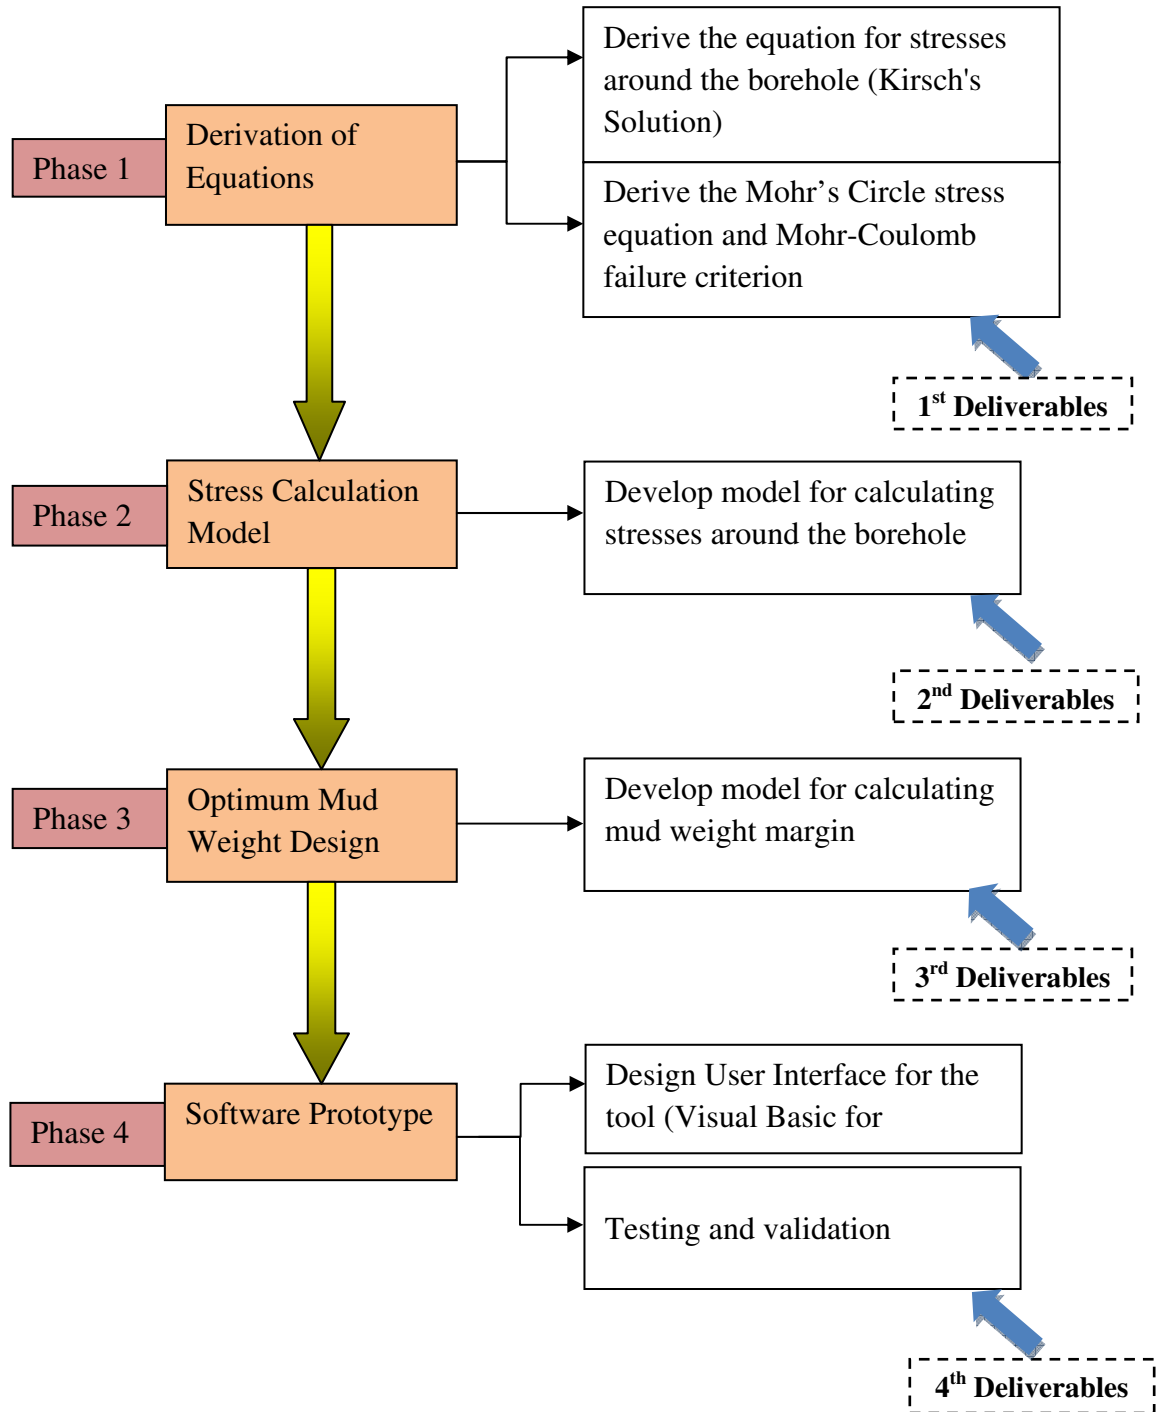 Derive the equation for stresses
around the borehole (Kirsch's
Solution)
Phase 1
Derivation of
Equations
Derive the Mohr’s Circle stress
equation and Mohr-Coulomb
failure criterion
1st Deliverables
Phase 2
Stress Calculation
Model
Develop model for calculating
stresses around the borehole
2nd Deliverables
Phase 3
Optimum Mud
Weight Design
Develop model for calculating
mud weight margin
3rd Deliverables
Phase 4
Software Prototype
Design User Interface for the
tool (Visual Basic for
Testing and validation
4th Deliverables